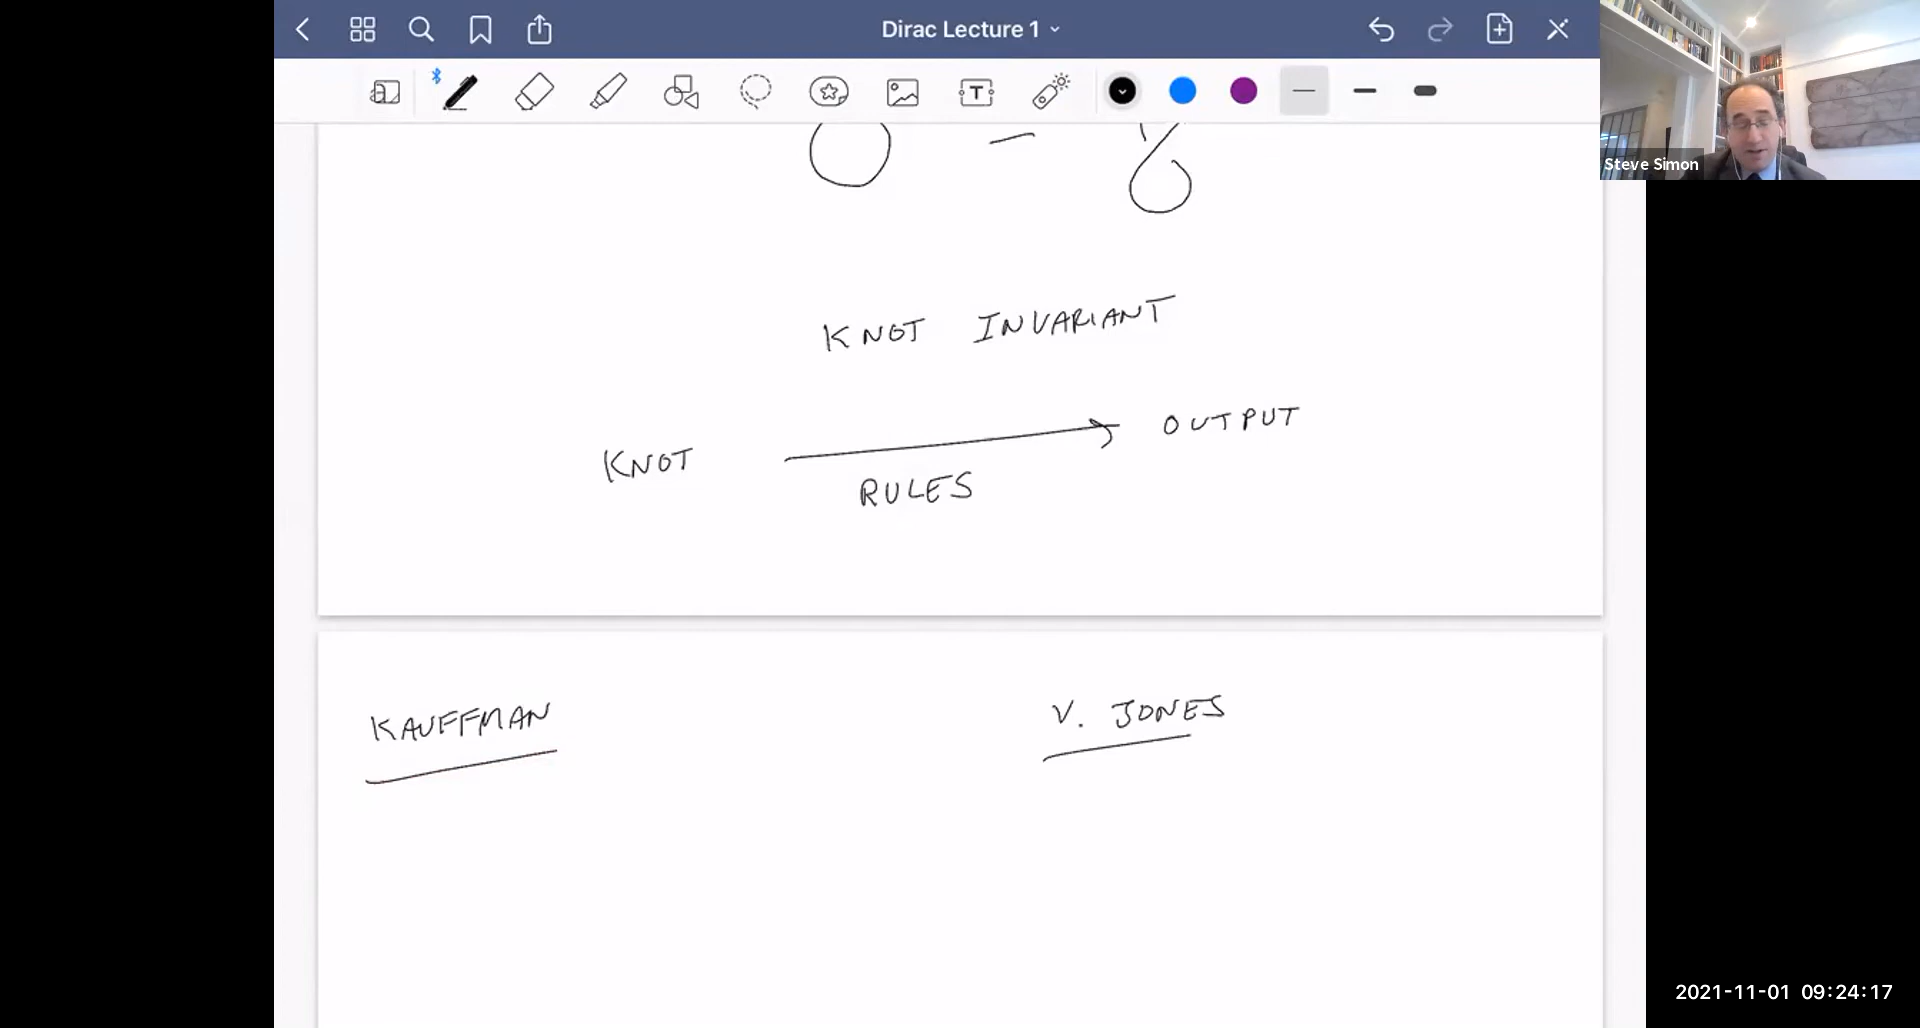 Dirac Lecture 1
Steve Simon
KNOT INVARIANT
KNOT
OUTPUT
RULES
KAUFFMAN
V. JONES
2021-11-01 09:24:17